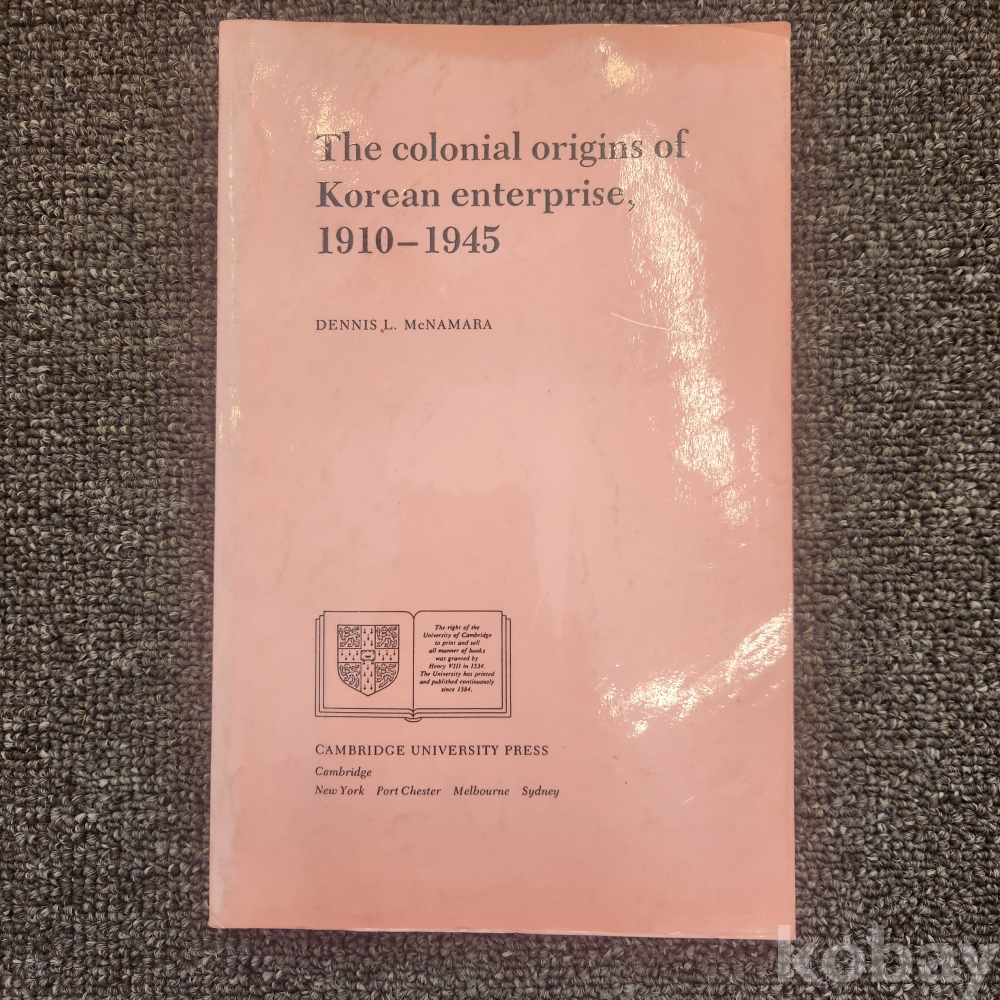 The colonial origins of
Korean enterprise,
1910–1945
DENNIS L. McNAMARA
The right of the
University of Cambridge
to print and sell
all manner of books
was granted by
Henry VIII in 1534.
The University has printed
and published continuously
since 1584.
CAMBRIDGE UNIVERSITY PRESS
Cambridge
New York Port Chester Melbourne Sydney
kobay